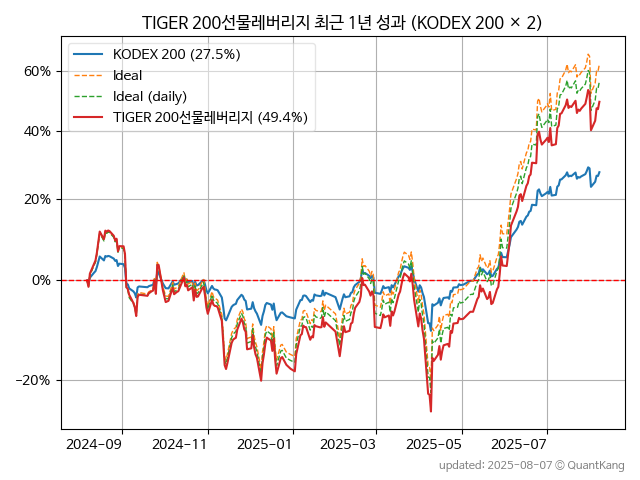 TIGER 200선물레버리지 최근 1년 성과 (KODEX 200 × 2)
KODEX 200 (27.5%)
Ideal
Ideal (daily)
TIGER 200선물레버리지 (49.4%)
60%
40%
20%
0%
−20%
2024-09 2024-11 2025-01 2025-03 2025-05 2025-07
updated: 2025-08-07 © QuantKang